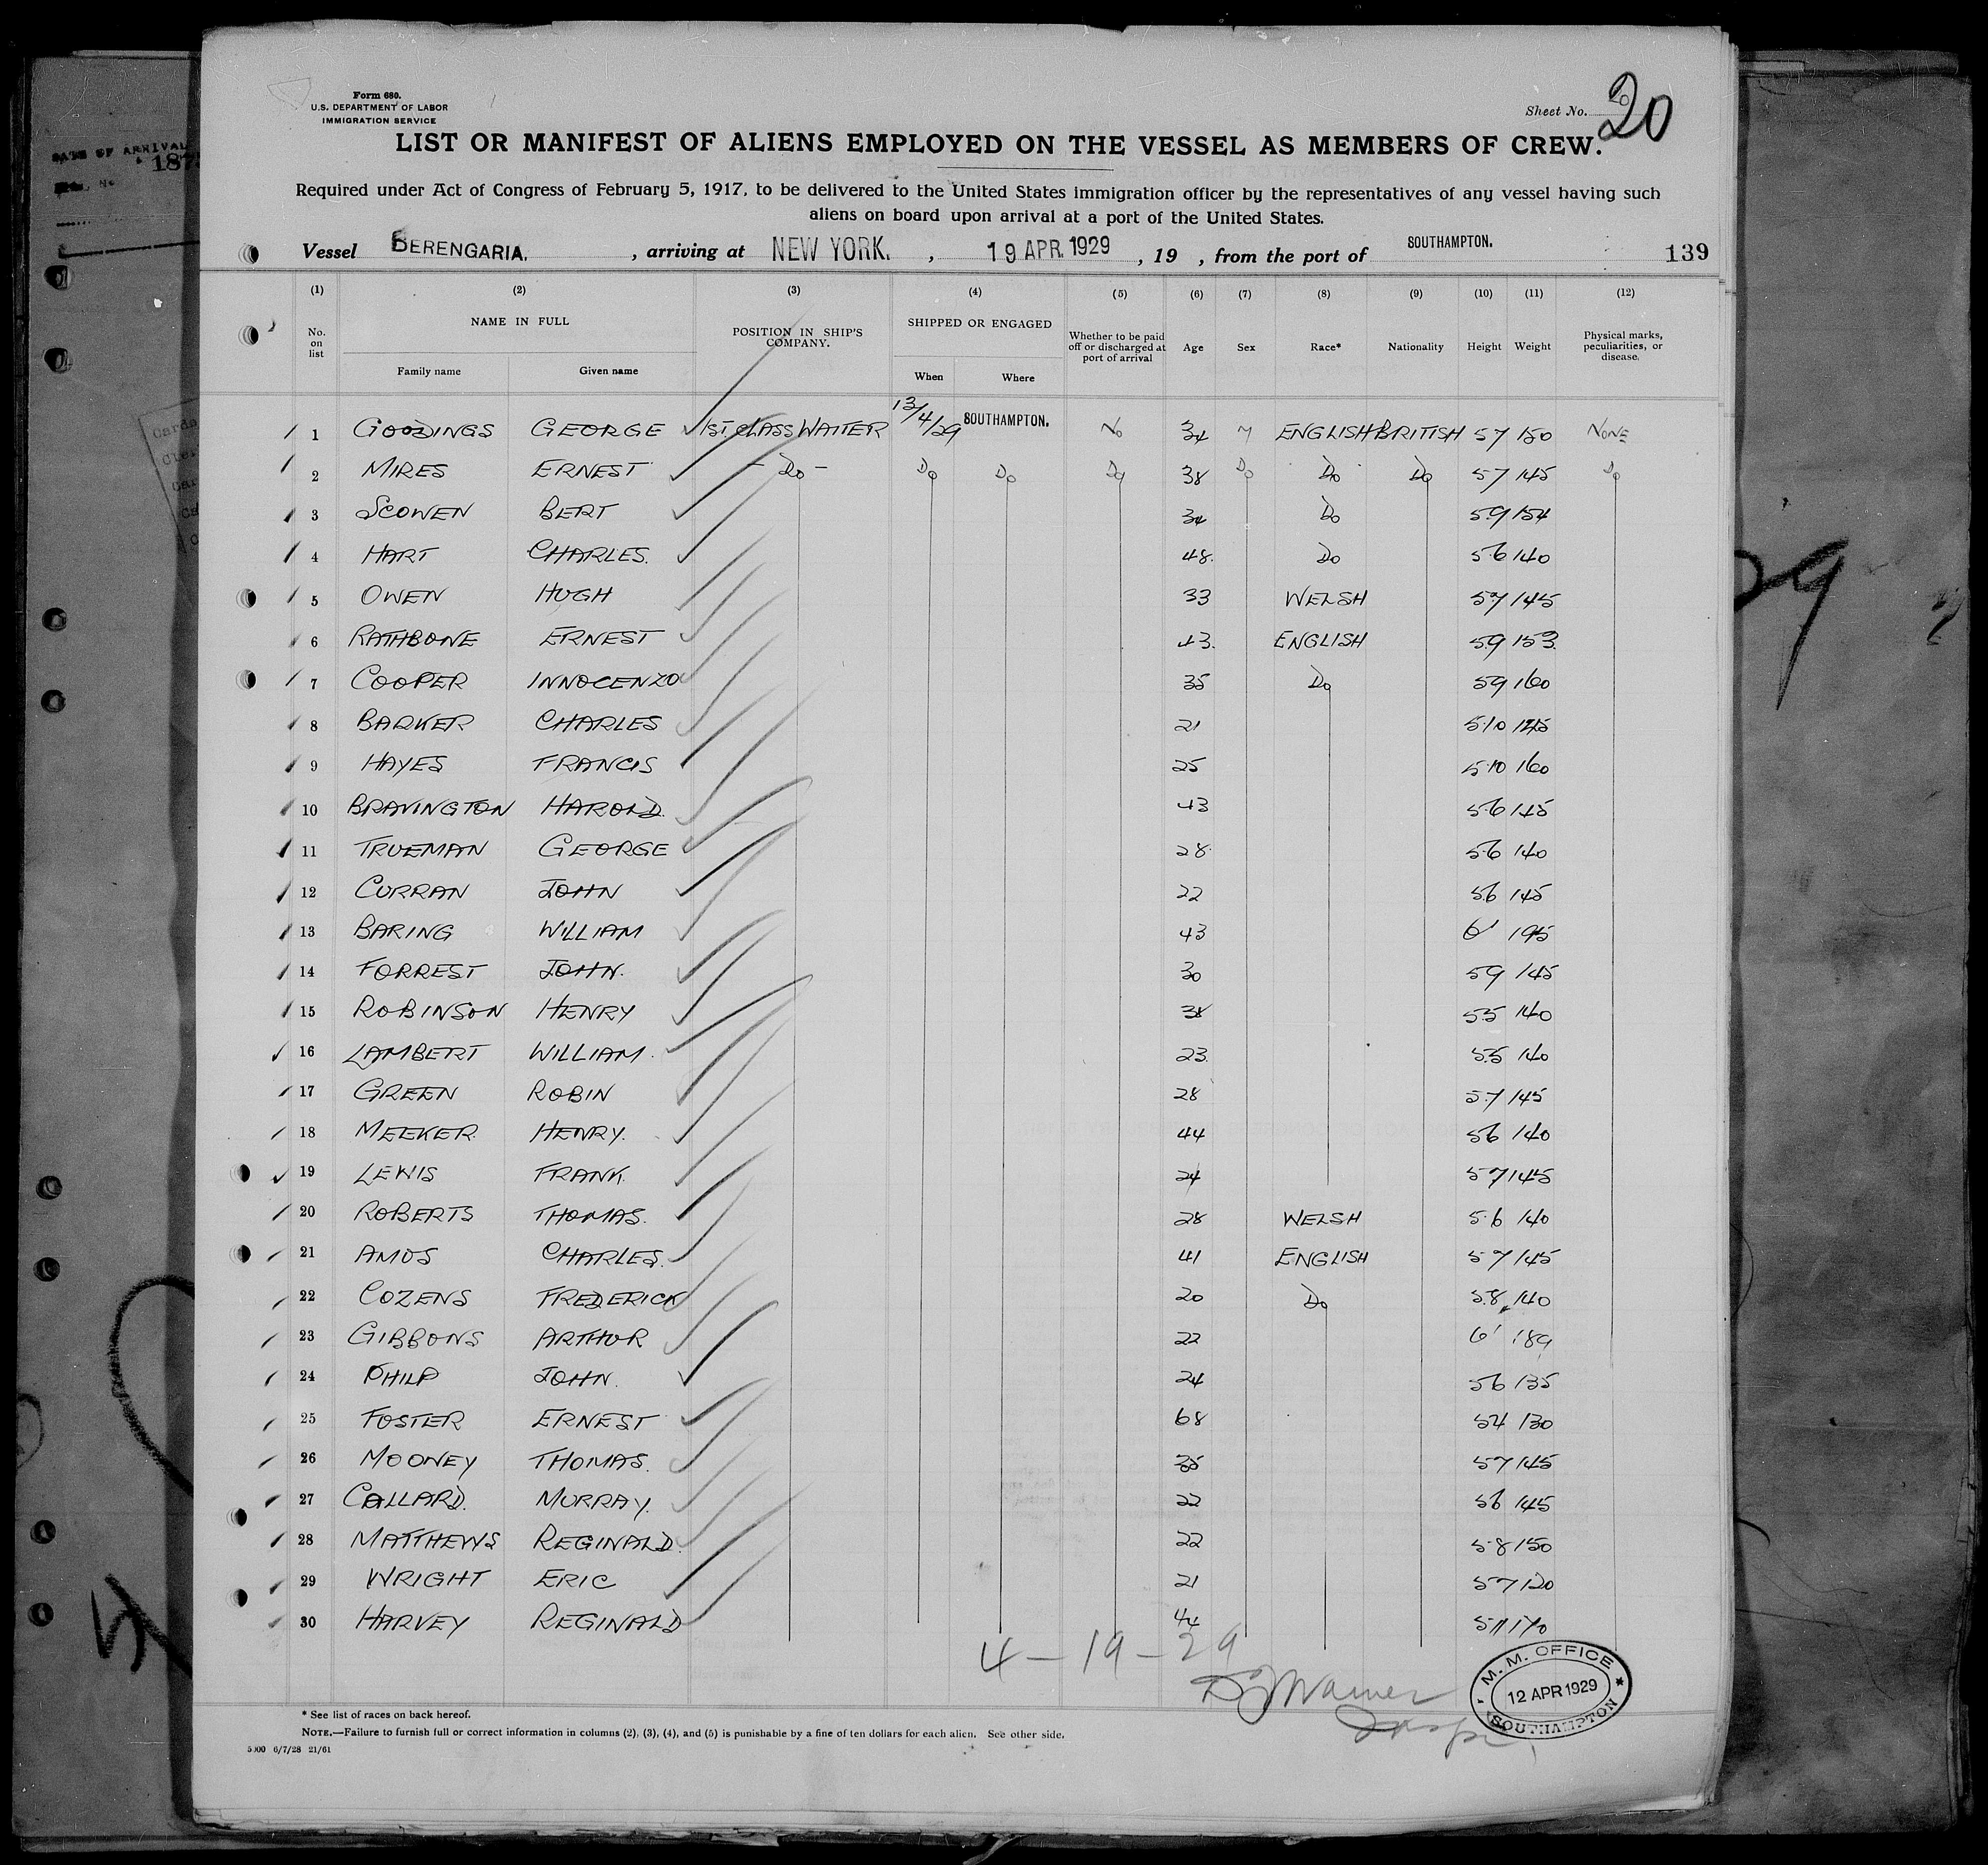 Form 680.
U.S. DEPARTMENT OF LABOR
IMMIGRATION SERVICE
Sheet No. 20
LIST OR MANIFEST OF ALIENS EMPLOYED ON THE VESSEL AS MEMBERS OF CREW.
Required under Act of Congress of February 5, 1917, to be delivered to the United States immigration officer by the representatives of any vessel having such
aliens on board upon arrival at a port of the United States.
Vessel BERENGARIA. , arriving at NEW YORK. , 19 APR. 1929 , 19 , from the port of SOUTHAMPTON. 139
(1) (2) (3) (4) (5) (6) (7) (8) (9) (10) (11) (12)
No. on list NAME IN FULL Family name Given name POSITION IN SHIP'S COMPANY. SHIPPED OR ENGAGED When Where Whether to be paid off or discharged at port of arrival Age Sex Race* Nationality Height Weight Physical marks, peculiarities, or disease.
1 GOODINGS GEORGE 1ST. CLASS WAITER 13/4/29 SOUTHAMPTON. No 34 M ENGLISH BRITISH 5 7 150 NONE
2 MIRES ERNEST - Do - Do Do Do 38 Do Do Do 5 7 145 Do
3 SCOWEN BERT 34 Do 5.9 154
4 HART CHARLES. 48. Do 5.6 140
5 OWEN HUGH 33 WELSH 5.7 145
6 RATHBONE ERNEST 43. ENGLISH 5.9 153.
7 COOPER INNOCENZO 35 Do 5.9 160
8 BARKER CHARLES 21 5.10 145
9 HAYES FRANCIS 25 5.10 160
10 BRAVINGTON HAROLD. 43 5.6 145
11 TRUEMAN GEORGE 28. 5.6 140
12 CURRAN JOHN 22 5.6 145
13 BARING WILLIAM 43 6' 195
14 FORREST JOHN. 30 5 9 145
15 ROBINSON HENRY 38 5.5 140
16 LAMBERT WILLIAM. 23. 5.5 140
17 GREEN ROBIN 28 5.7 145
18 MEEKER. HENRY. 44 5 6 140
19 LEWIS FRANK. 24 5 7 145
20 ROBERTS THOMAS. 28 WELSH 5.6 140
21 AMOS CHARLES. 41 ENGLISH 5 7 145
22 COZENS FREDERICK 20 Do 5.8 140
23 GIBBONS ARTHUR 22 6' 189
24 PHILP JOHN. 24 5 6 135
25 FOSTER ERNEST 68 5 4 130
26 MOONEY THOMAS. 35 5 7 145
27 CALLARD. MURRAY. 22 5 6 145
28 MATTHEWS REGINALD. 22 5.8 150
29 WRIGHT ERIC 21 5 7 120
30 HARVEY REGINALD 44 5 11 170
4 - 19 - 29
M. M. OFFICE
12 APR 1929
SOUTHAMPTON
* See list of races on back hereof.
NOTE.—Failure to furnish full or correct information in columns (2), (3), (4), and (5) is punishable by a fine of ten dollars for each alien. See other side.
5000 6/7/28 21/61